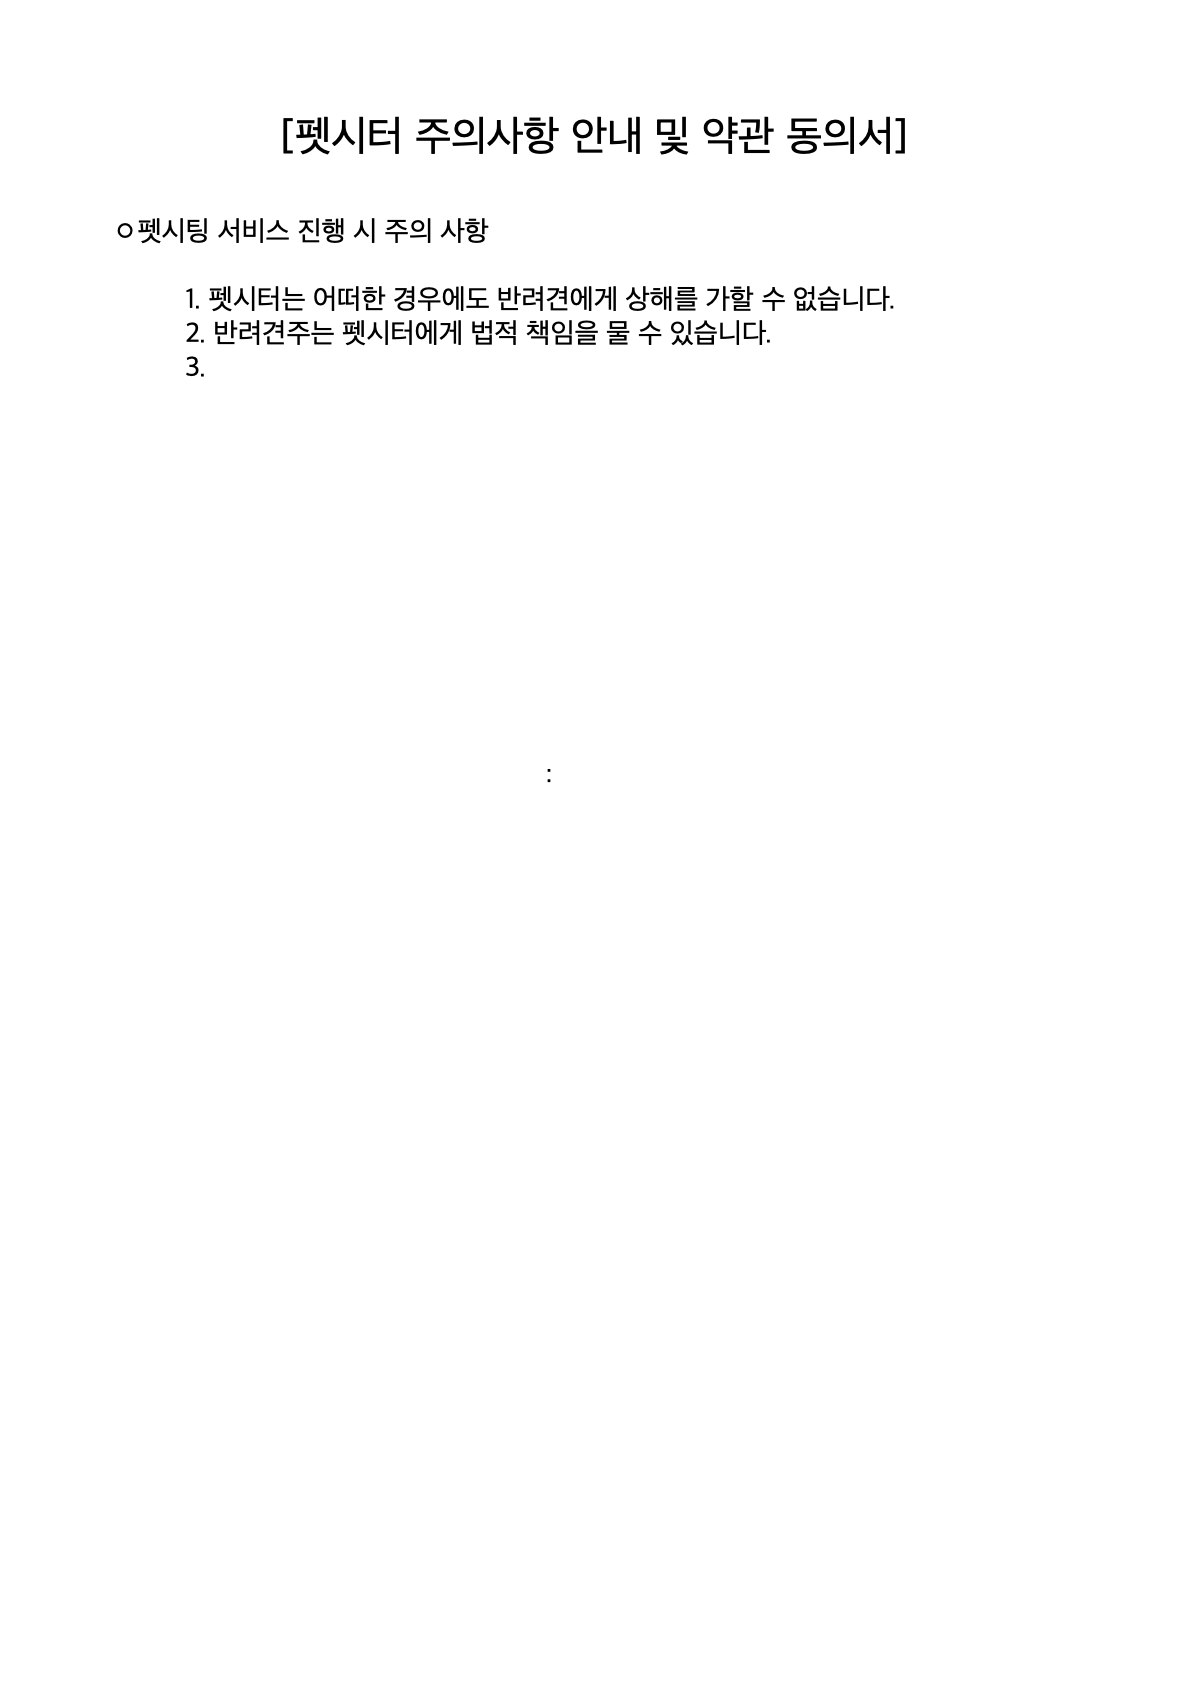 [펫시터 주의사항 안내 및 약관 동의서]
ㅇ펫시팅 서비스 진행 시 주의 사항
1. 펫시터는 어떠한 경우에도 반려견에게 상해를 가할 수 없습니다.
2. 반려견주는 펫시터에게 법적 책임을 물 수 있습니다.
3.
: